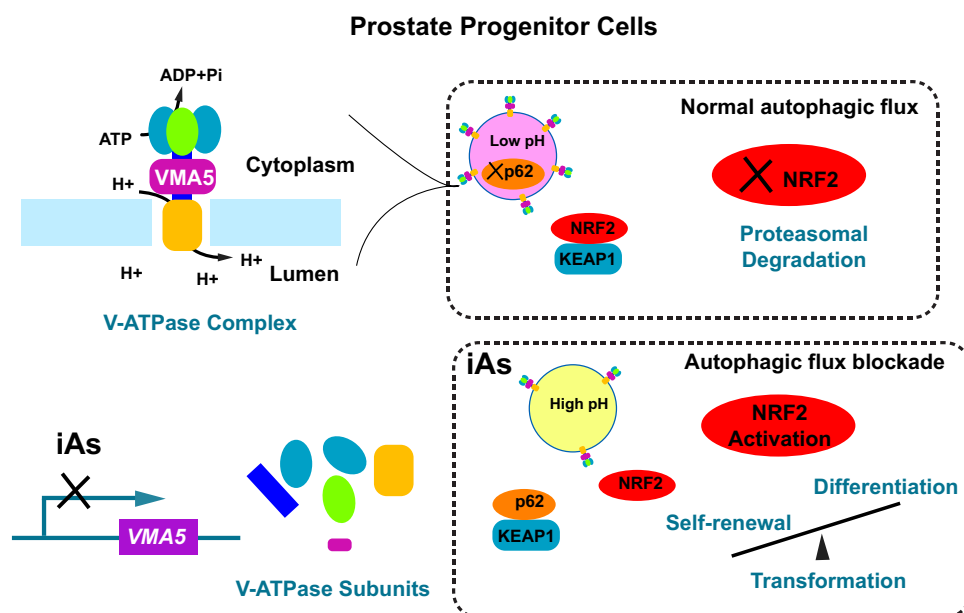 Prostate Progenitor Cells
ADP+Pi
ATP
VMA5
Cytoplasm
H+
H+
H+
H+
Lumen
V-ATPase Complex
Normal autophagic flux
Low pH
p62
NRF2
KEAP1
NRF2
Proteasomal
Degradation
iAs
VMA5
V-ATPase Subunits
iAs
Autophagic flux blockade
High pH
NRF2
Activation
NRF2
p62
KEAP1
Differentiation
Self-renewal
Transformation